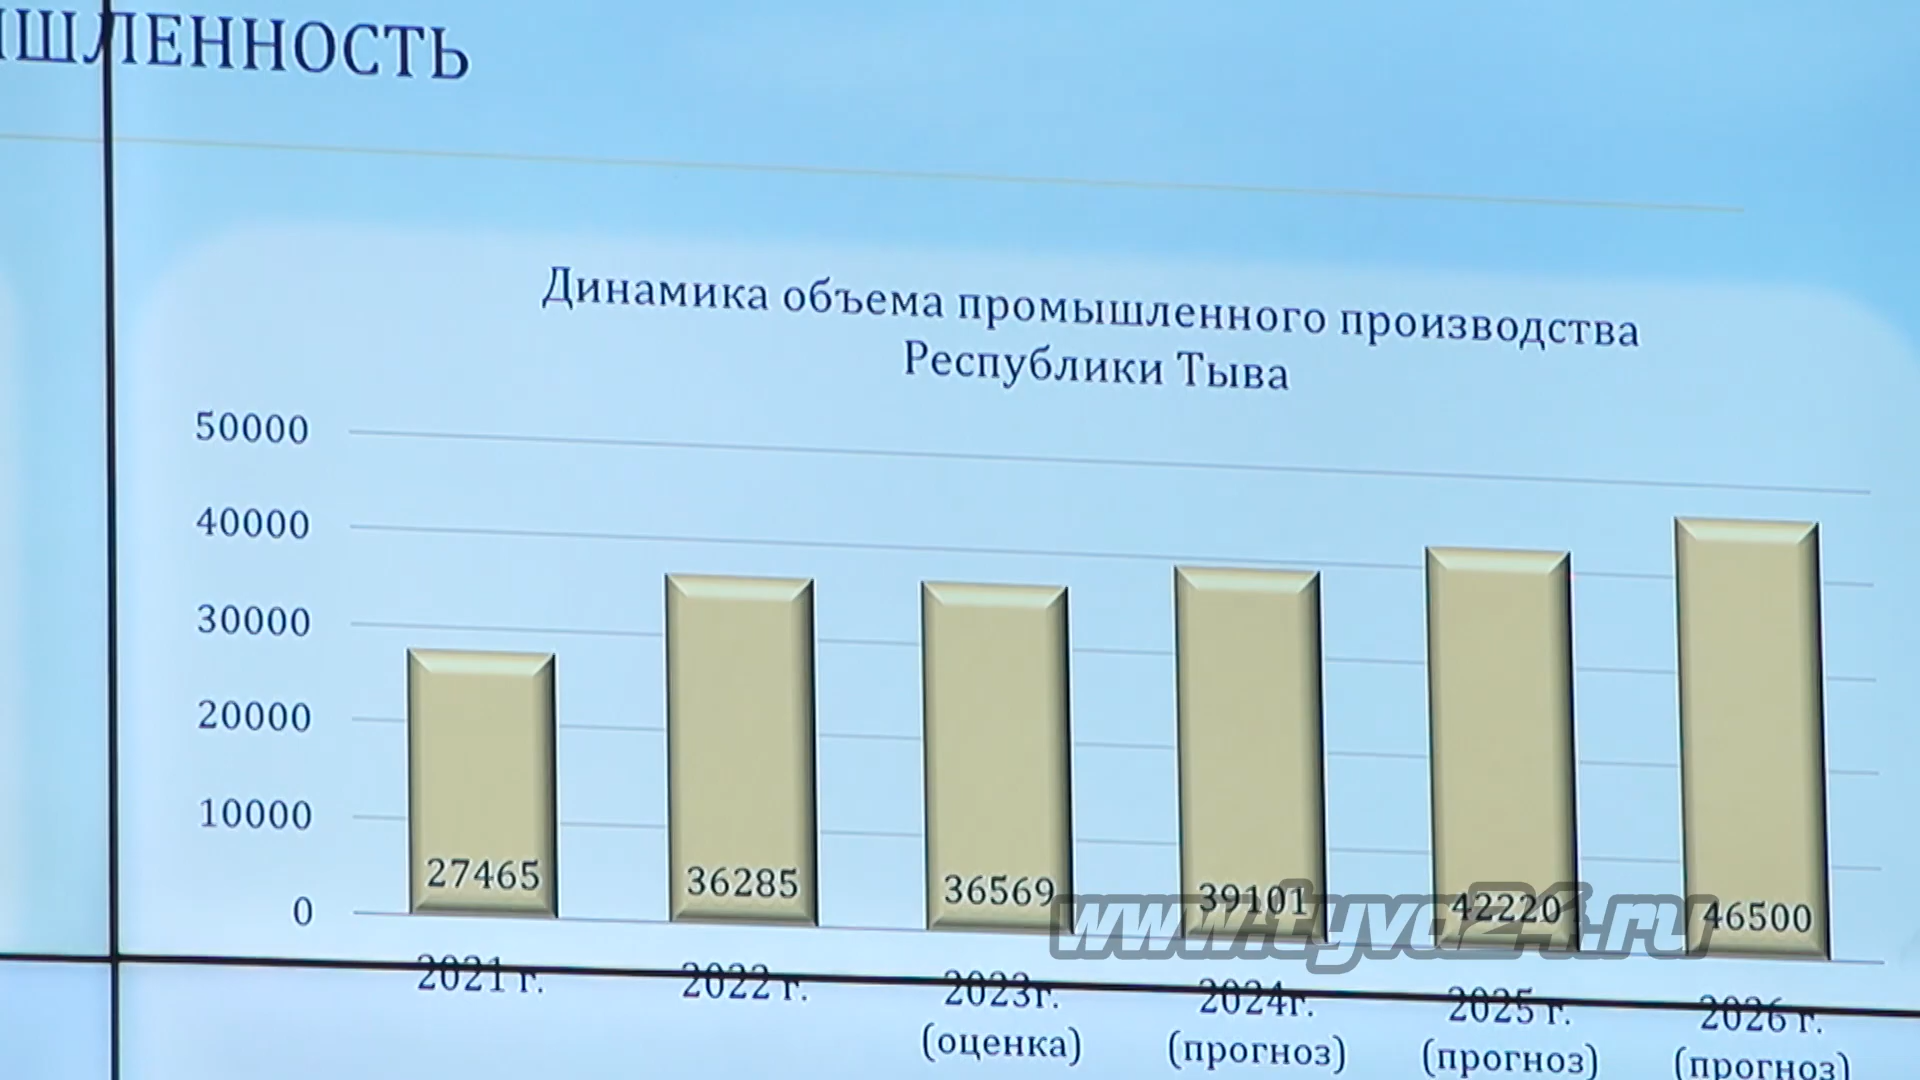 ШЛЕННОСТЬ
Динамика объема промышленного производства
Республики Тыва
50000
40000
30000
20000
10000
0
27465 36285 36569 39101 42220 46500
www.tyva24.ru
2021 г. 2022 г. 2023г. 2024г. 2025 г. 2026 г.
(оценка) (прогноз) (прогноз) (прогноз)